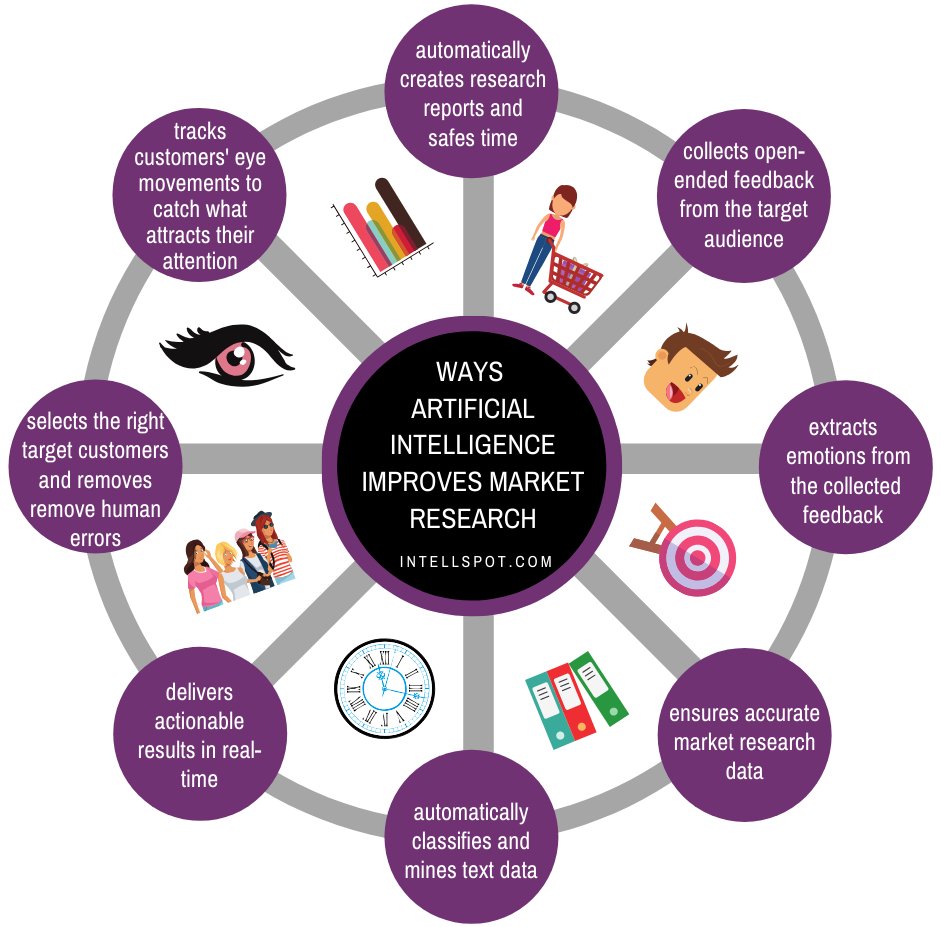 automatically
creates research
reports and
safes time
collects open-
ended feedback
from the target
audience
extracts
emotions from
the collected
feedback
ensures accurate
market research
data
automatically
classifies and
mines text data
delivers
actionable
results in real-
time
selects the right
target customers
and removes
remove human
errors
tracks
customers' eye
movements to
catch what
attracts their
attention
WAYS
ARTIFICIAL
INTELLIGENCE
IMPROVES MARKET
RESEARCH
INTELLSPOT.COM